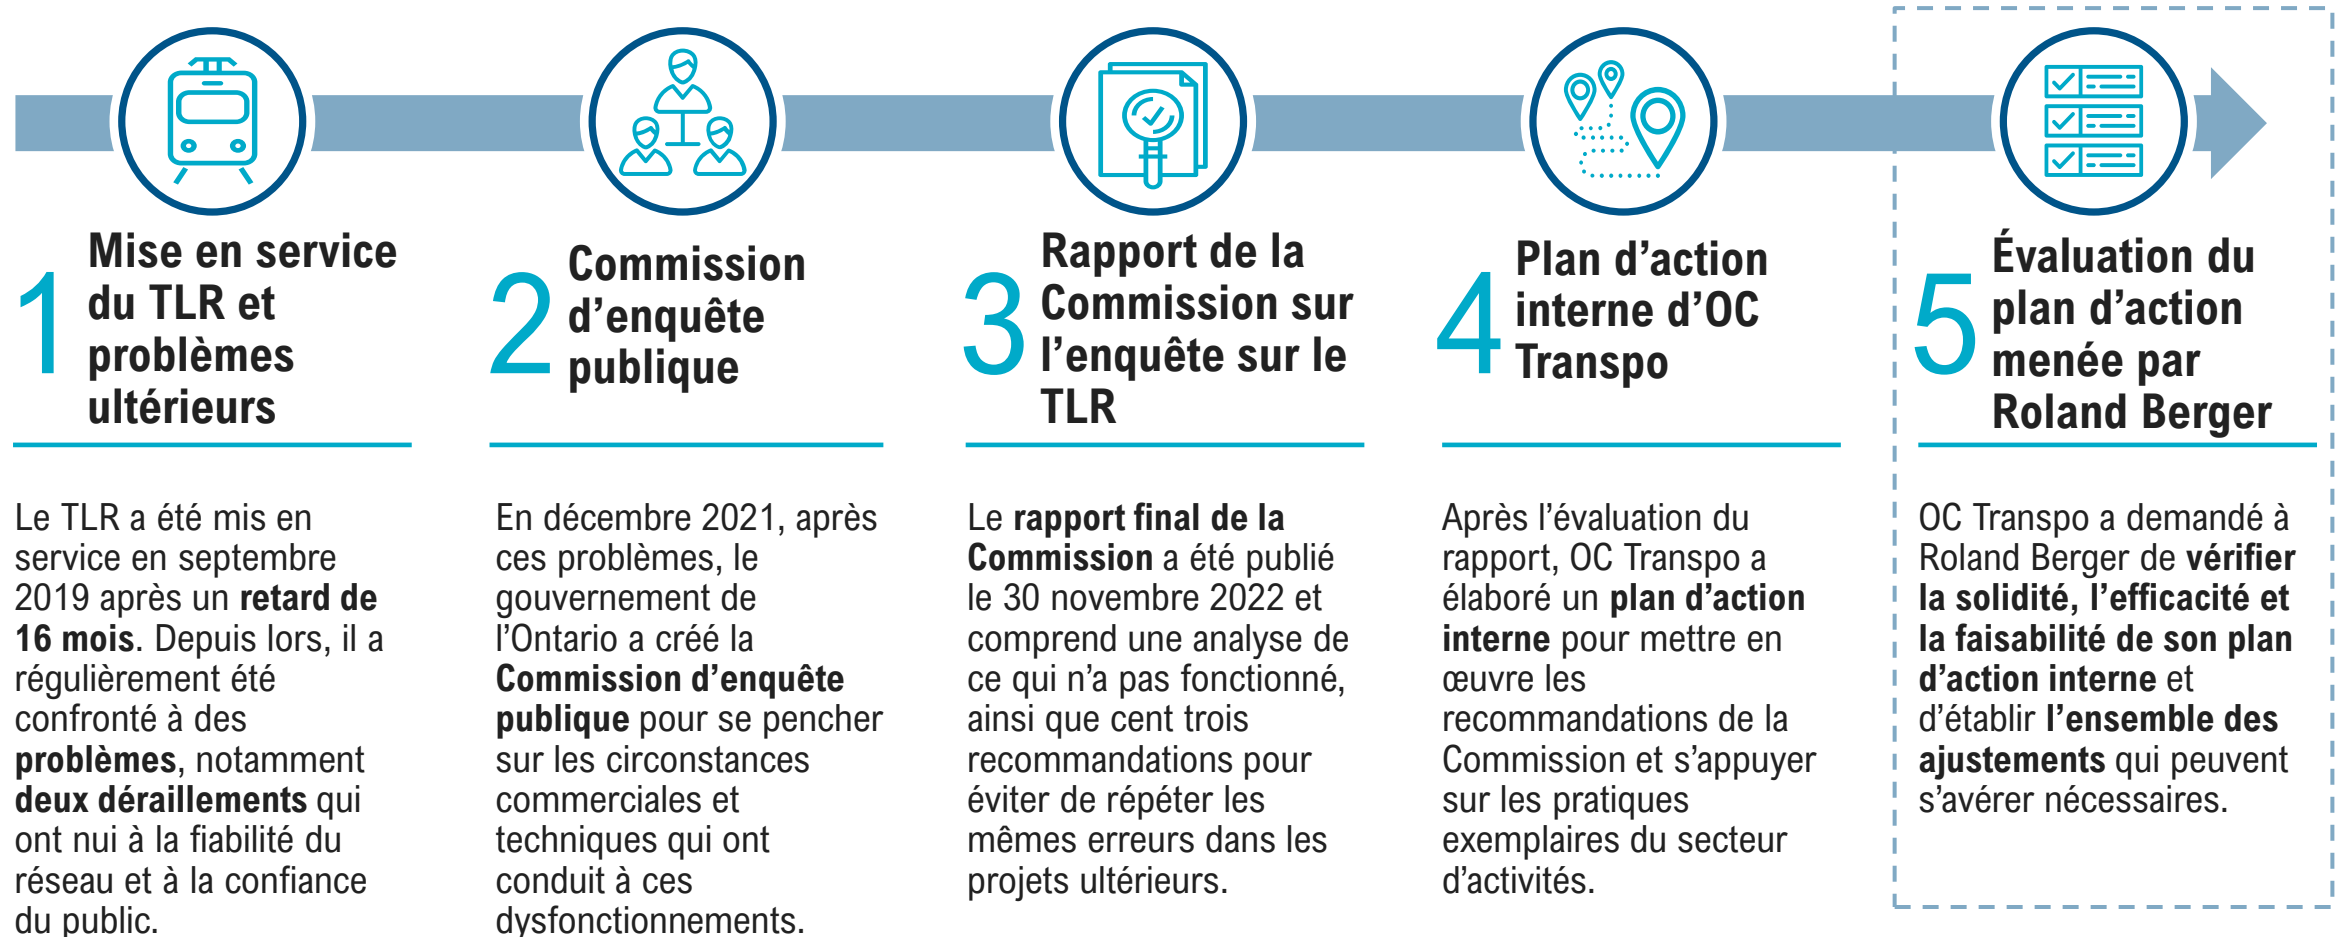 1
Mise en service
du TLR et
problèmes
ultérieurs
Le TLR a été mis en
service en septembre
2019 après un retard de
16 mois. Depuis lors, il a
régulièrement été
confronté à des
problèmes, notamment
deux déraillements qui
ont nui à la fiabilité du
réseau et à la confiance
du public.
2
Commission
d’enquête
publique
En décembre 2021, après
ces problèmes, le
gouvernement de
l’Ontario a créé la
Commission d’enquête
publique pour se pencher
sur les circonstances
commerciales et
techniques qui ont
conduit à ces
dysfonctionnements.
3
Rapport de la
Commission sur
l’enquête sur le
TLR
Le rapport final de la
Commission a été publié
le 30 novembre 2022 et
comprend une analyse de
ce qui n’a pas fonctionné,
ainsi que cent trois
recommandations pour
éviter de répéter les
mêmes erreurs dans les
projets ultérieurs.
4
Plan d’action
interne d’OC
Transpo
Après l’évaluation du
rapport, OC Transpo a
élaboré un plan d’action
interne pour mettre en
œuvre les
recommandations de la
Commission et s’appuyer
sur les pratiques
exemplaires du secteur
d’activités.
5
Évaluation du
plan d’action
menée par
Roland Berger
OC Transpo a demandé à
Roland Berger de vérifier
la solidité, l’efficacité et
la faisabilité de son plan
d’action interne et
d’établir l’ensemble des
ajustements qui peuvent
s’avérer nécessaires.